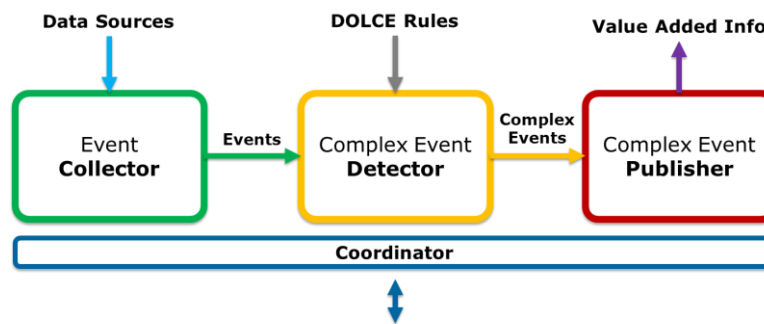 Data Sources
DOLCE Rules
Value Added Info
Event
Collector
Events
Complex Event
Detector
Complex
Events
Complex Event
Publisher
Coordinator